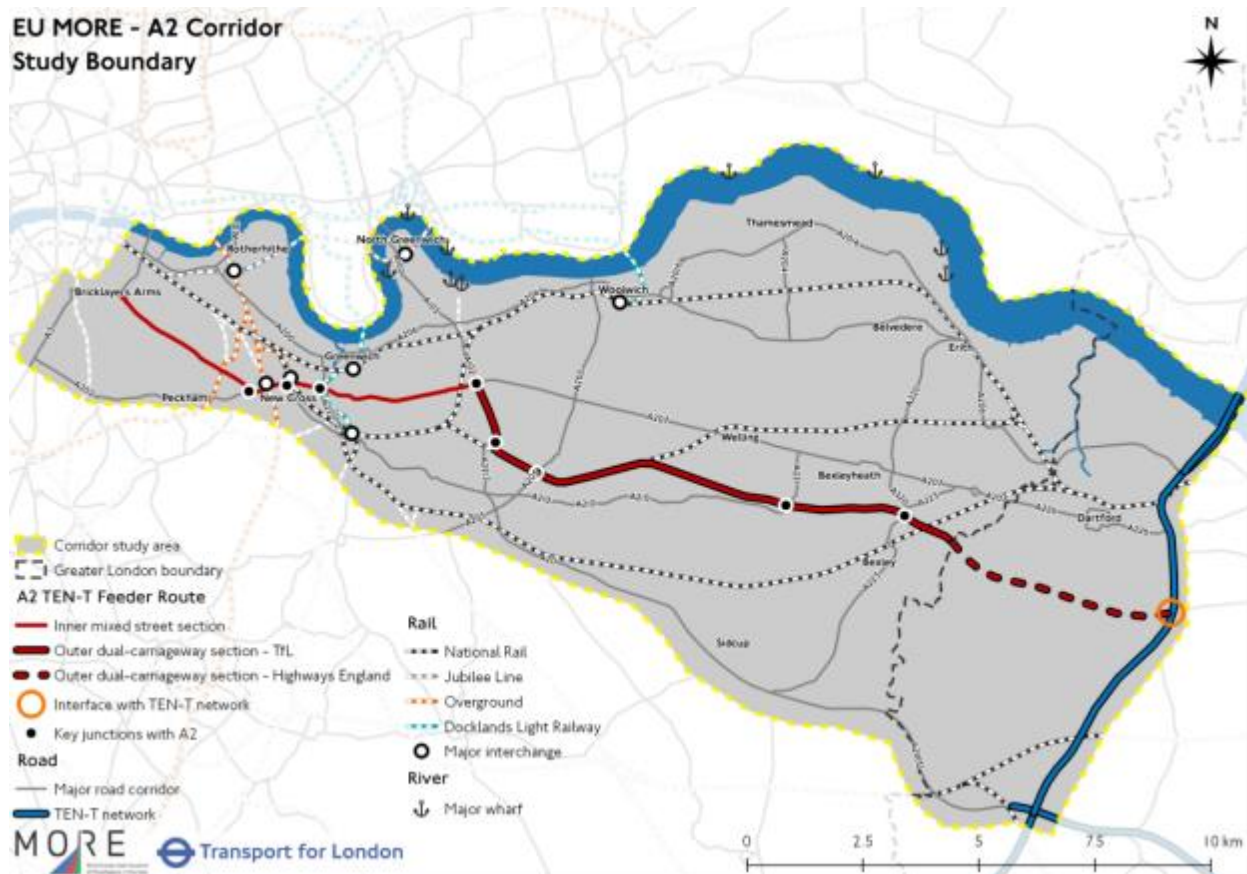 EU MORE - A2 Corridor
Study Boundary
N
Rotherhithe
North Greenwich
Thamesmead
Bricklayers Arms
Woolwich
Belvedere
Erith
Greenwich
Peckham
New Cross
Welling
Bexleyheath
Dartford
Bexley
Sidcup
Corridor study area
Greater London boundary
A2 TEN-T Feeder Route
Inner mixed street section
Outer dual-carriageway section - TfL
Outer dual-carriageway section - Highways England
Interface with TEN-T network
Key junctions with A2
Road
Major road corridor
TEN-T network
Rail
National Rail
Jubilee Line
Overground
Docklands Light Railway
Major interchange
River
Major wharf
0 2.5 5 7.5 10 km
MORE
Transport for London